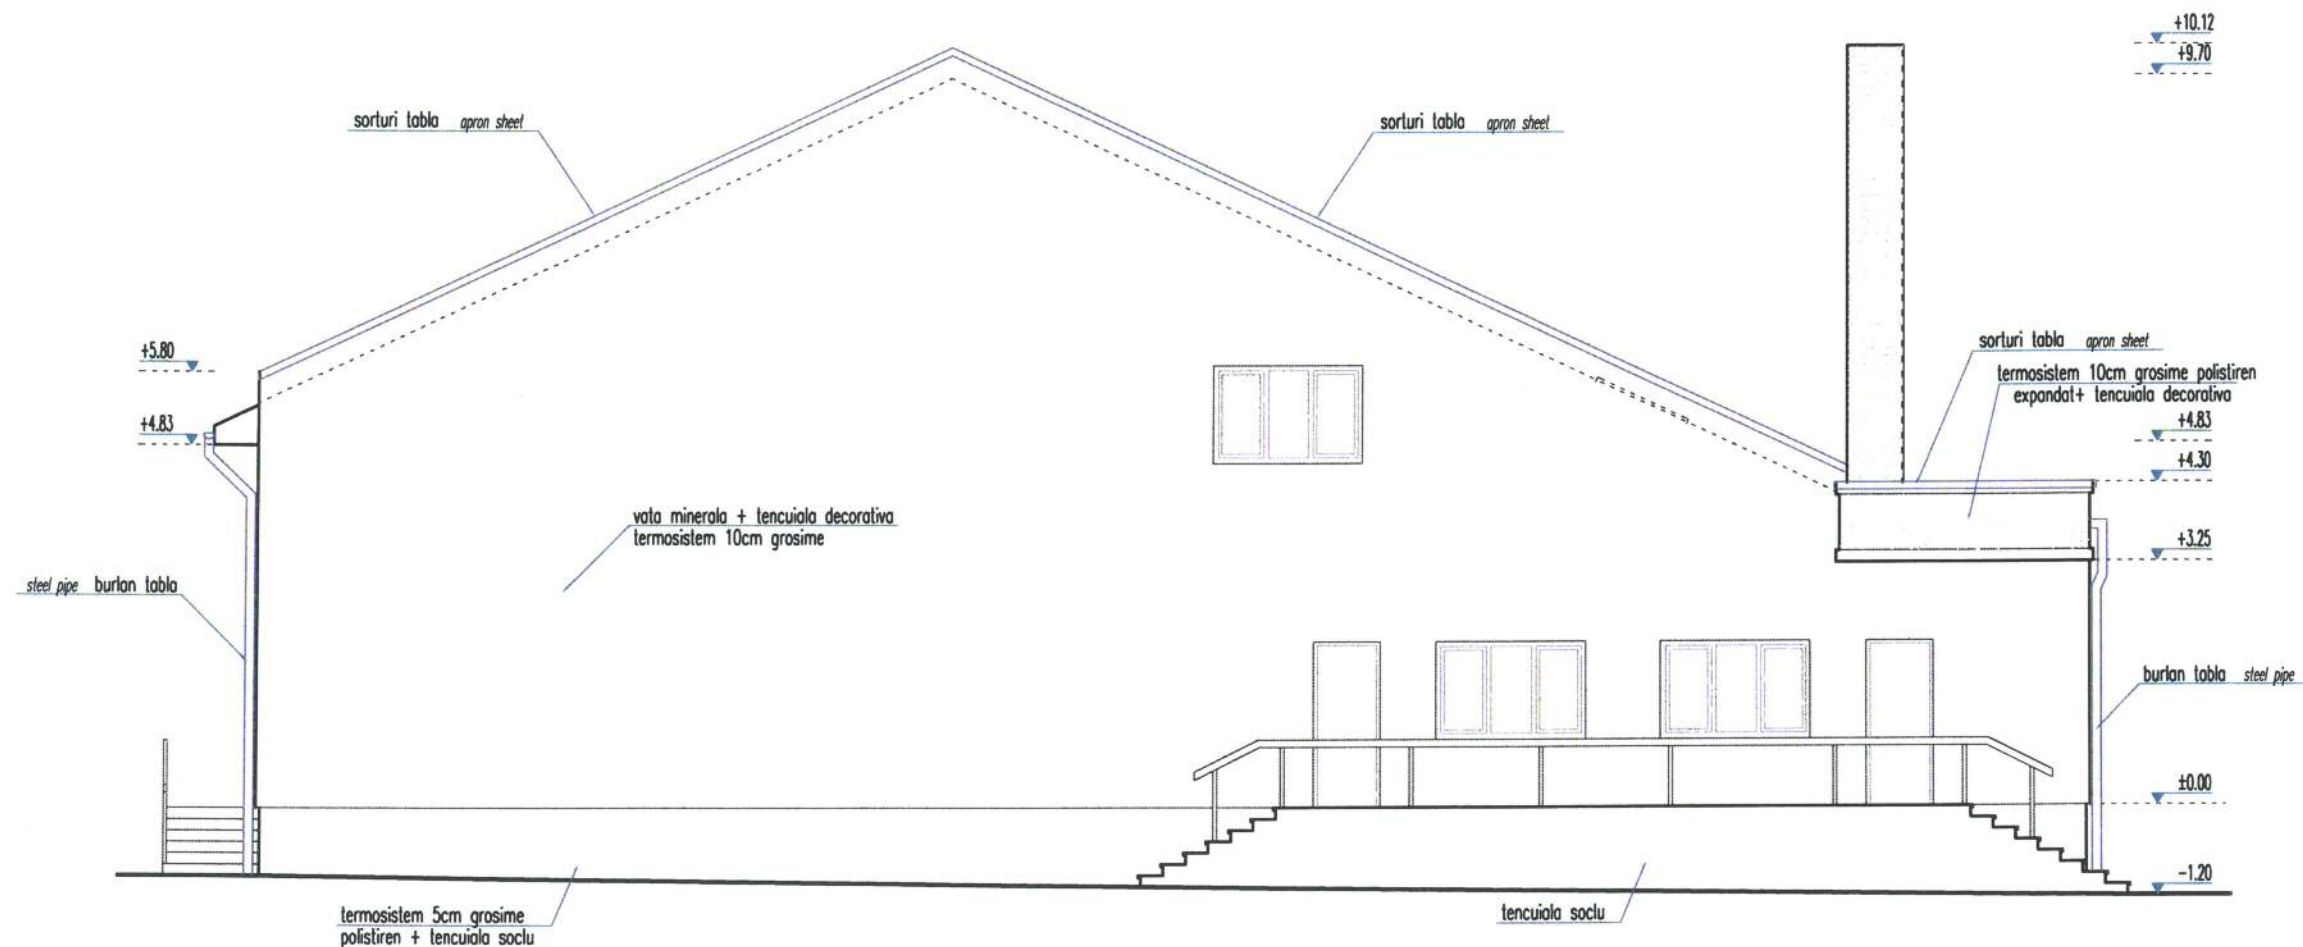 +10.12
+9.70
sorturi tabla apron sheet
sorturi tabla apron sheet
+5.80
sorturi tabla apron sheet
termosistem 10cm grosime polistiren
expandat+ tencuiala decorativa
+4.83
+4.83
+4.30
vata minerala + tencuiala decorativa
termosistem 10cm grosime
+3.25
steel pipe burlan tabla
burlan tabla steel pipe
±0.00
-1.20
termosistem 5cm grosime
polistiren + tencuiala soclu
tencuiala soclu